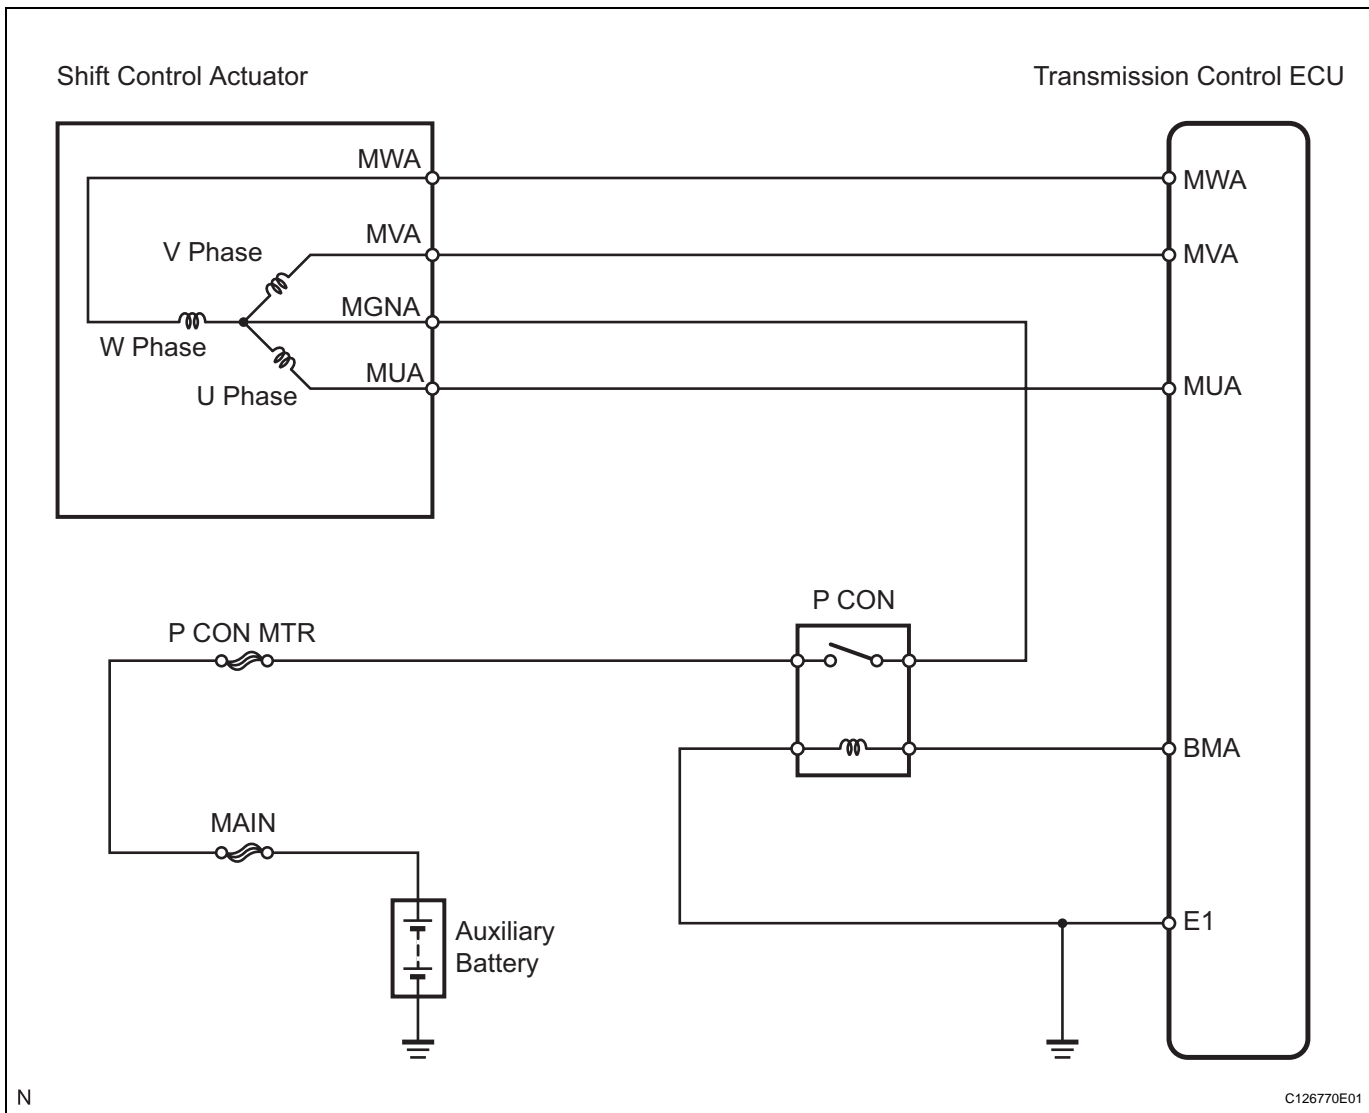 Shift Control Actuator
Transmission Control ECU
MWA
MWA
V Phase
MVA
MVA
MGNA
W Phase
MUA
MUA
U Phase
P CON
P CON MTR
BMA
MAIN
E1
Auxiliary
Battery
N
C126770E01